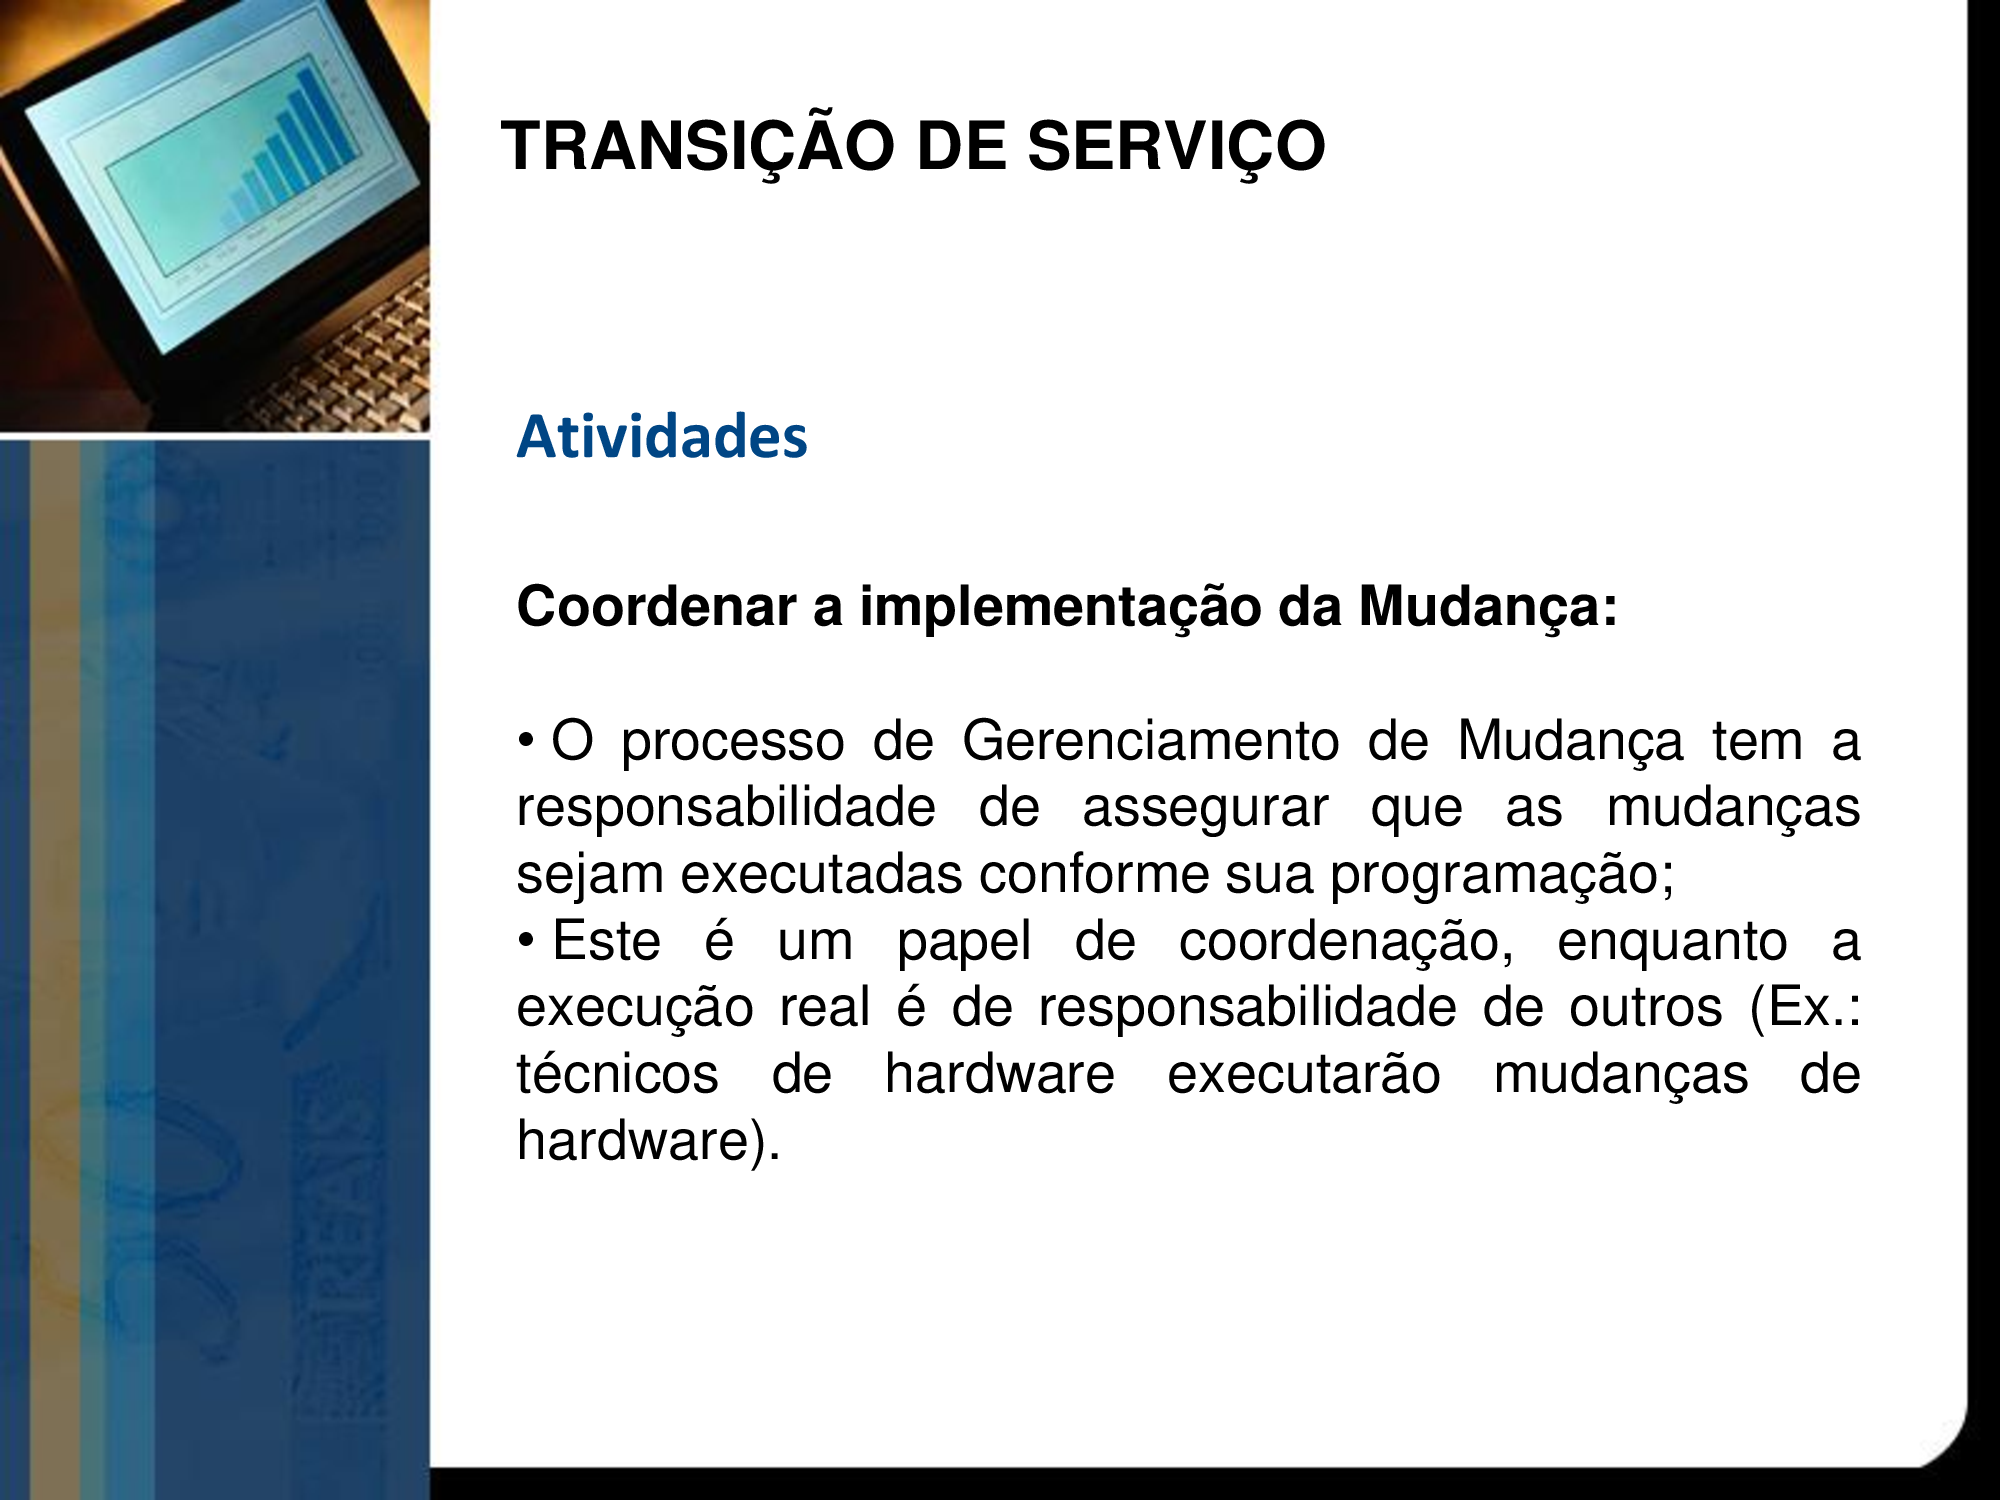 TRANSIÇÃO DE SERVIÇO
Atividades
Coordenar a implementação da Mudança:
• O processo de Gerenciamento de Mudança tem a
responsabilidade de assegurar que as mudanças
sejam executadas conforme sua programação;
• Este é um papel de coordenação, enquanto a
execução real é de responsabilidade de outros (Ex.:
técnicos de hardware executarão mudanças de
hardware).
REAIS